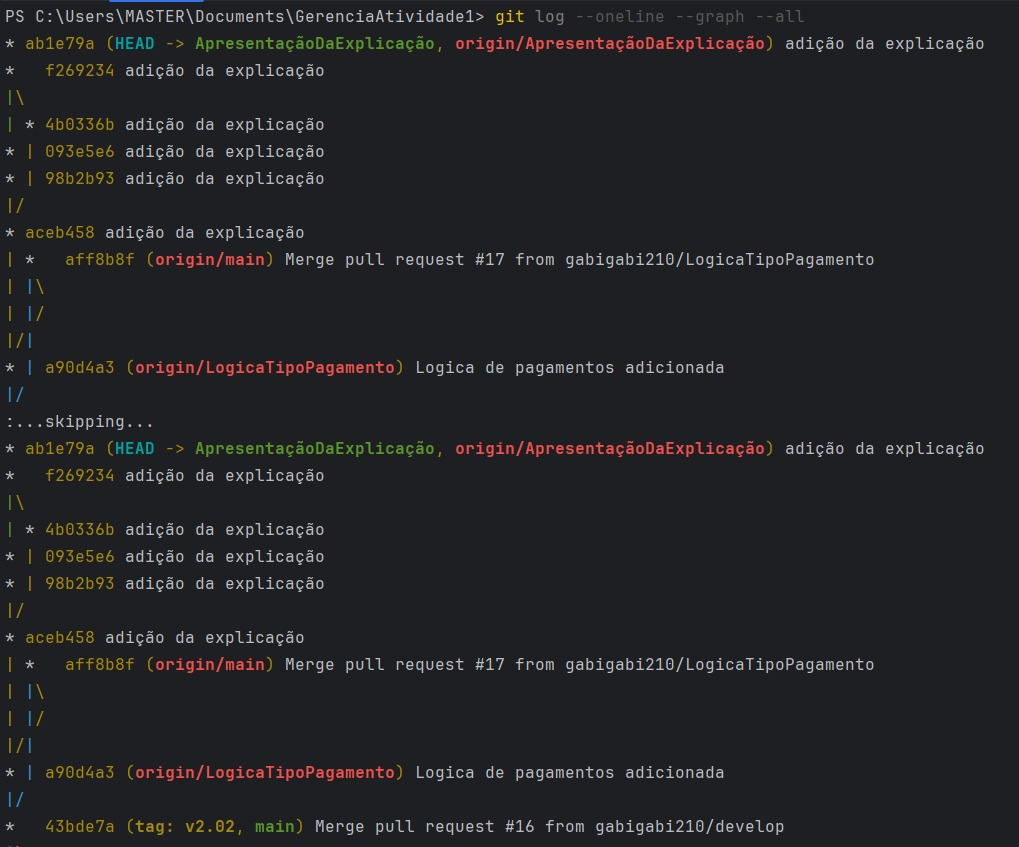 PS C:\Users\MASTER\Documents\GerenciaAtividade1> git log --oneline --graph --all
* ab1e79a (HEAD -> ApresentaçãoDaExplicação, origin/ApresentaçãoDaExplicação) adição da explicação
*   f269234 adição da explicação
|\
| * 4b0336b adição da explicação
* | 093e5e6 adição da explicação
* | 98b2b93 adição da explicação
|/
* aceb458 adição da explicação
| *   aff8b8f (origin/main) Merge pull request #17 from gabigabi210/LogicaTipoPagamento
| |\
| |/
|/|
* | a90d4a3 (origin/LogicaTipoPagamento) Logica de pagamentos adicionada
|/
:...skipping...
* ab1e79a (HEAD -> ApresentaçãoDaExplicação, origin/ApresentaçãoDaExplicação) adição da explicação
*   f269234 adição da explicação
|\
| * 4b0336b adição da explicação
* | 093e5e6 adição da explicação
* | 98b2b93 adição da explicação
|/
* aceb458 adição da explicação
| *   aff8b8f (origin/main) Merge pull request #17 from gabigabi210/LogicaTipoPagamento
| |\
| |/
|/|
* | a90d4a3 (origin/LogicaTipoPagamento) Logica de pagamentos adicionada
|/
*   43bde7a (tag: v2.02, main) Merge pull request #16 from gabigabi210/develop